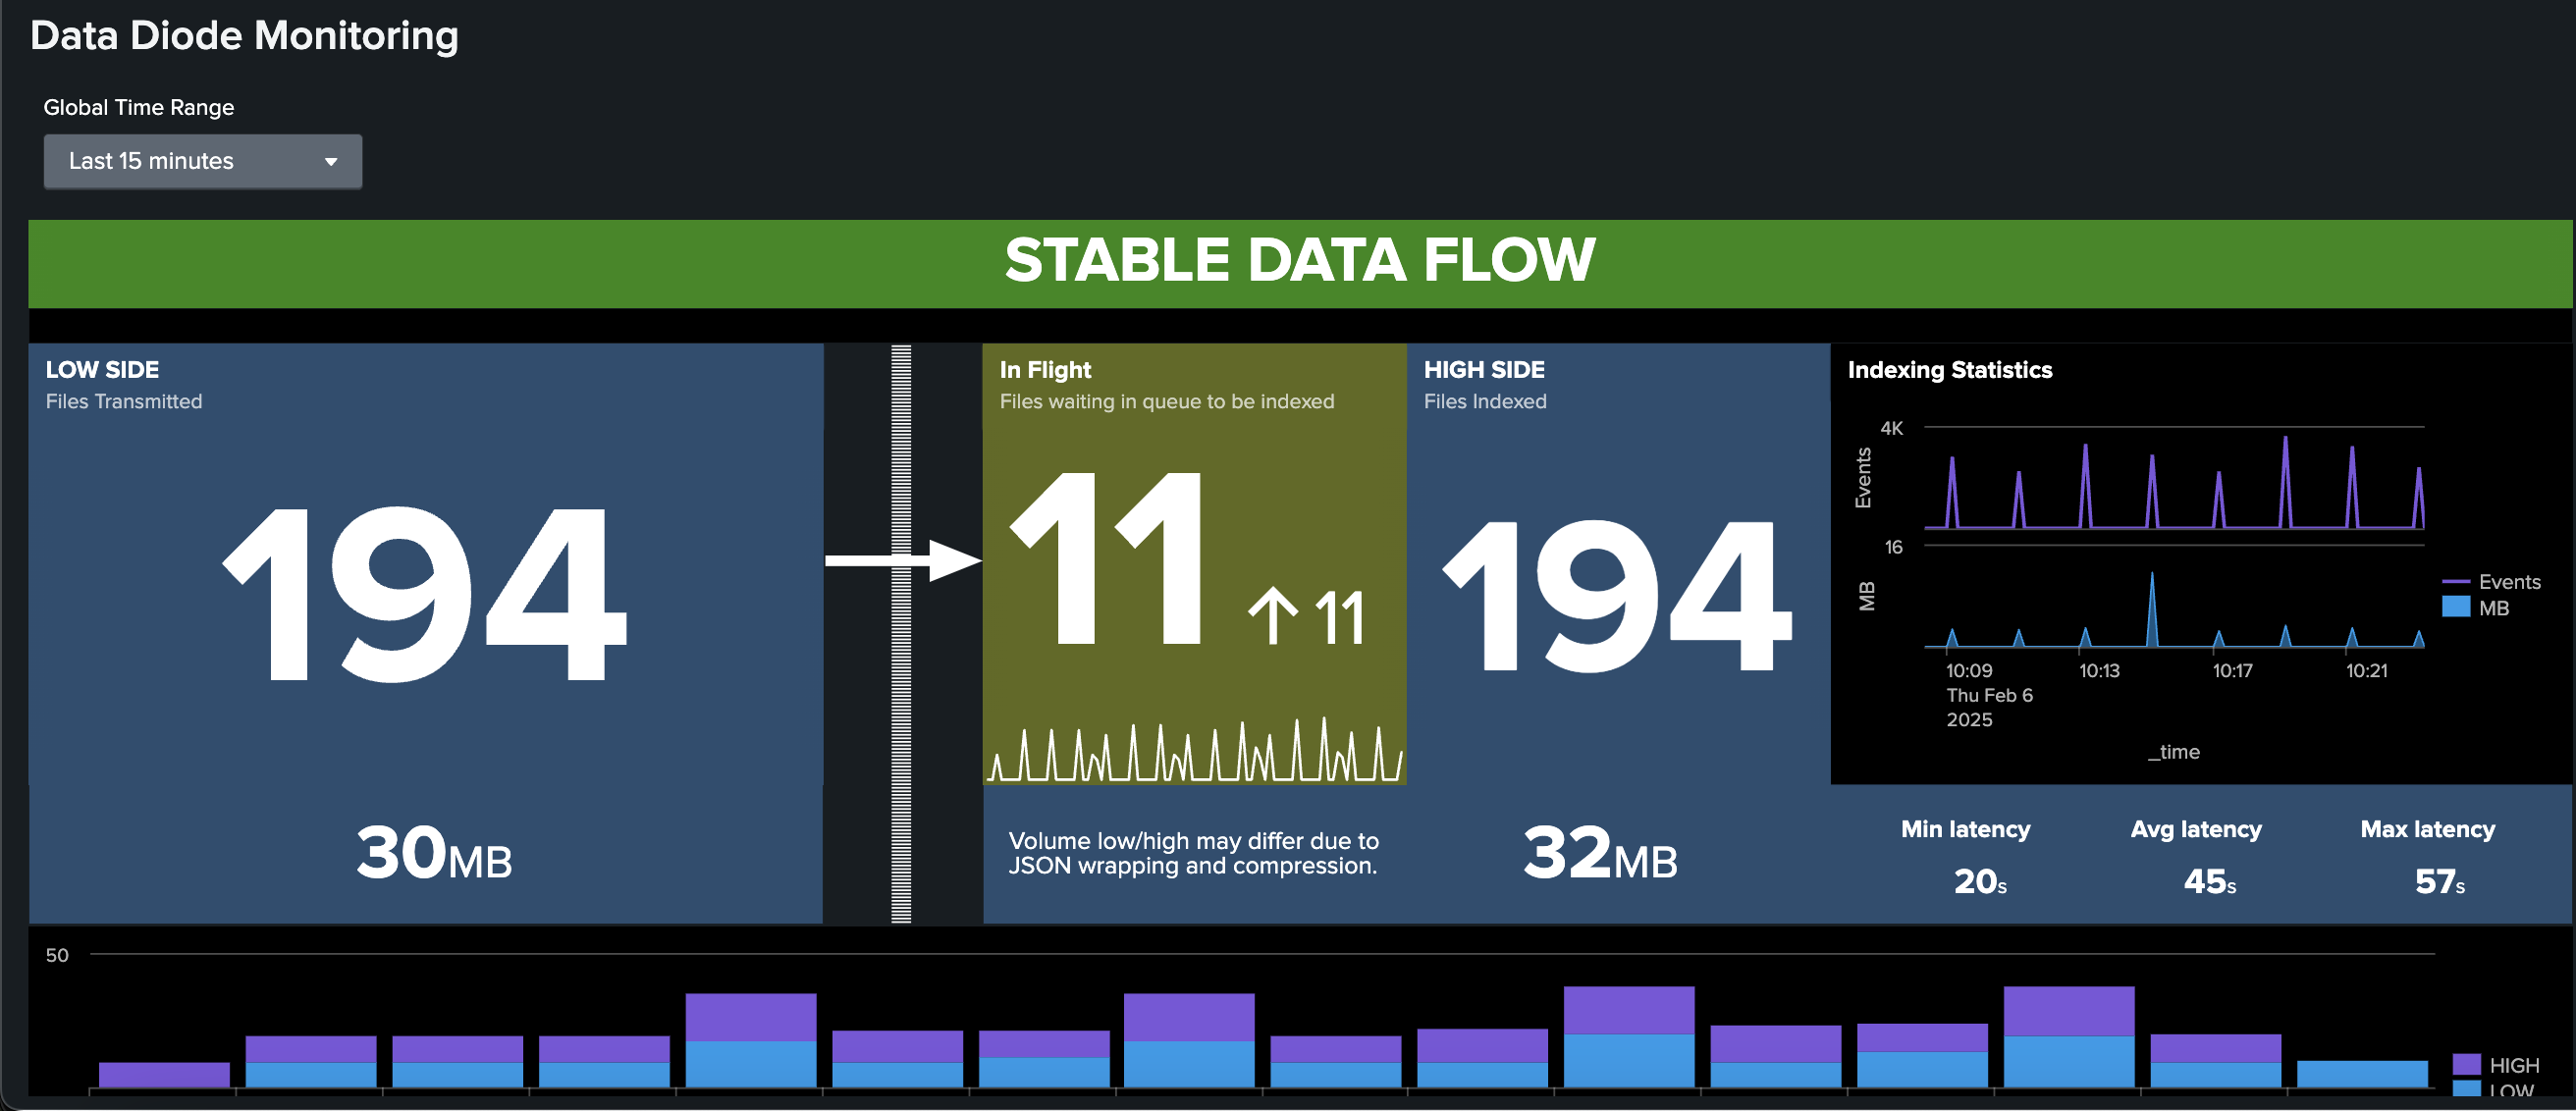 Data Diode Monitoring
Global Time Range
Last 15 minutes
STABLE DATA FLOW
LOW SIDE
Files Transmitted
194
30MB
In Flight
Files waiting in queue to be indexed
11
11
HIGH SIDE
Files Indexed
194
Volume low/high may differ due to
JSON wrapping and compression.
32MB
Indexing Statistics
4K
Events
16
MB
Events
MB
10:09
10:13
10:17
10:21
Thu Feb 6
2025
_time
Min latency
Avg latency
Max latency
20s
45s
57s
50
HIGH
LOW